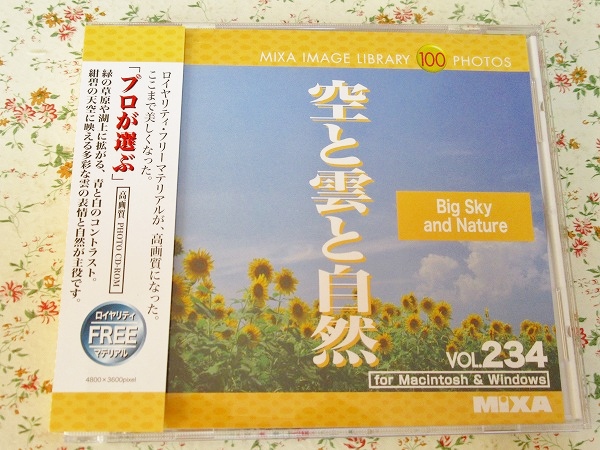 MIXA IMAGE LIBRARY 100 PHOTOS
空と雲と自然
Big Sky
and Nature
VOL.234
for Macintosh & Windows
MIXA
ロイヤリティ・フリーマテリアルが、高画質になった。
ここまで美しくなった。
「プロが選ぶ」
高画質 PHOTO CD-ROM
緑の草原や湖上に拡がる、青と白のコントラスト。
紺碧の天空に映える多彩な雲の表情と自然が主役です。
ロイヤリティ
FREE
マテリアル
4800×3600pixel